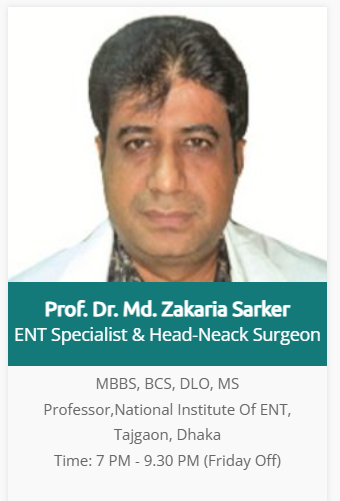 Prof. Dr. Md. Zakaria Sarker
ENT Specialist & Head-Neack Surgeon
MBBS, BCS, DLO, MS
Professor,National Institute Of ENT,
Tajgaon, Dhaka
Time: 7 PM - 9.30 PM (Friday Off)